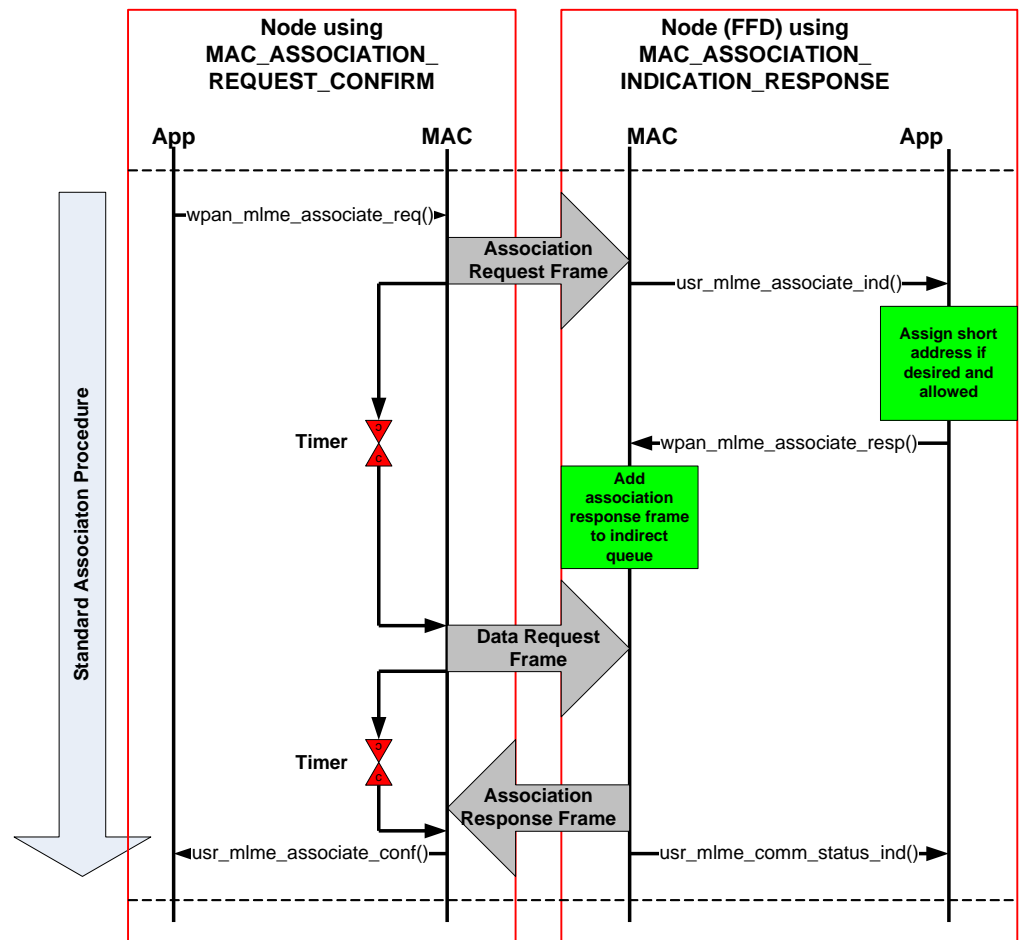 Node using
MAC_ASSOCIATION_
REQUEST_CONFIRM
Node (FFD) using
MAC_ASSOCIATION_
INDICATION_RESPONSE
App
MAC
MAC
App
wpan_mlme_associate_req()
Association
Request Frame
usr_mlme_associate_ind()
Assign short
address if
desired and
allowed
Timer
wpan_mlme_associate_resp()
Add
association
response frame
to indirect
queue
Standard Associaton Procedure
Data Request
Frame
Timer
Association
Response Frame
usr_mlme_associate_conf()
usr_mlme_comm_status_ind()